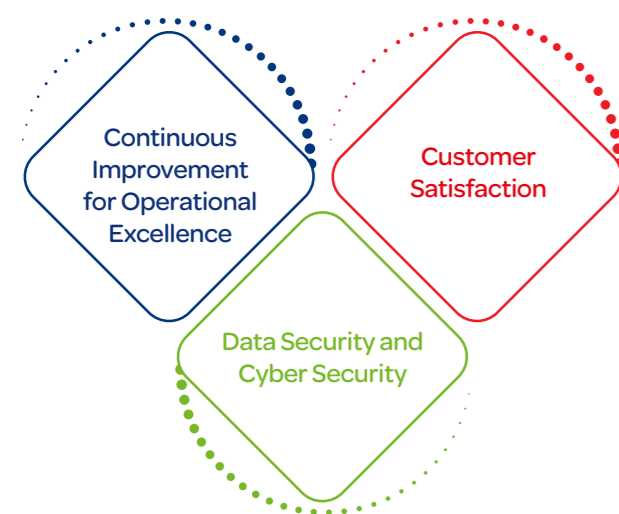 Continuous
Improvement
for Operational
Excellence
Customer
Satisfaction
Data Security and
Cyber Security